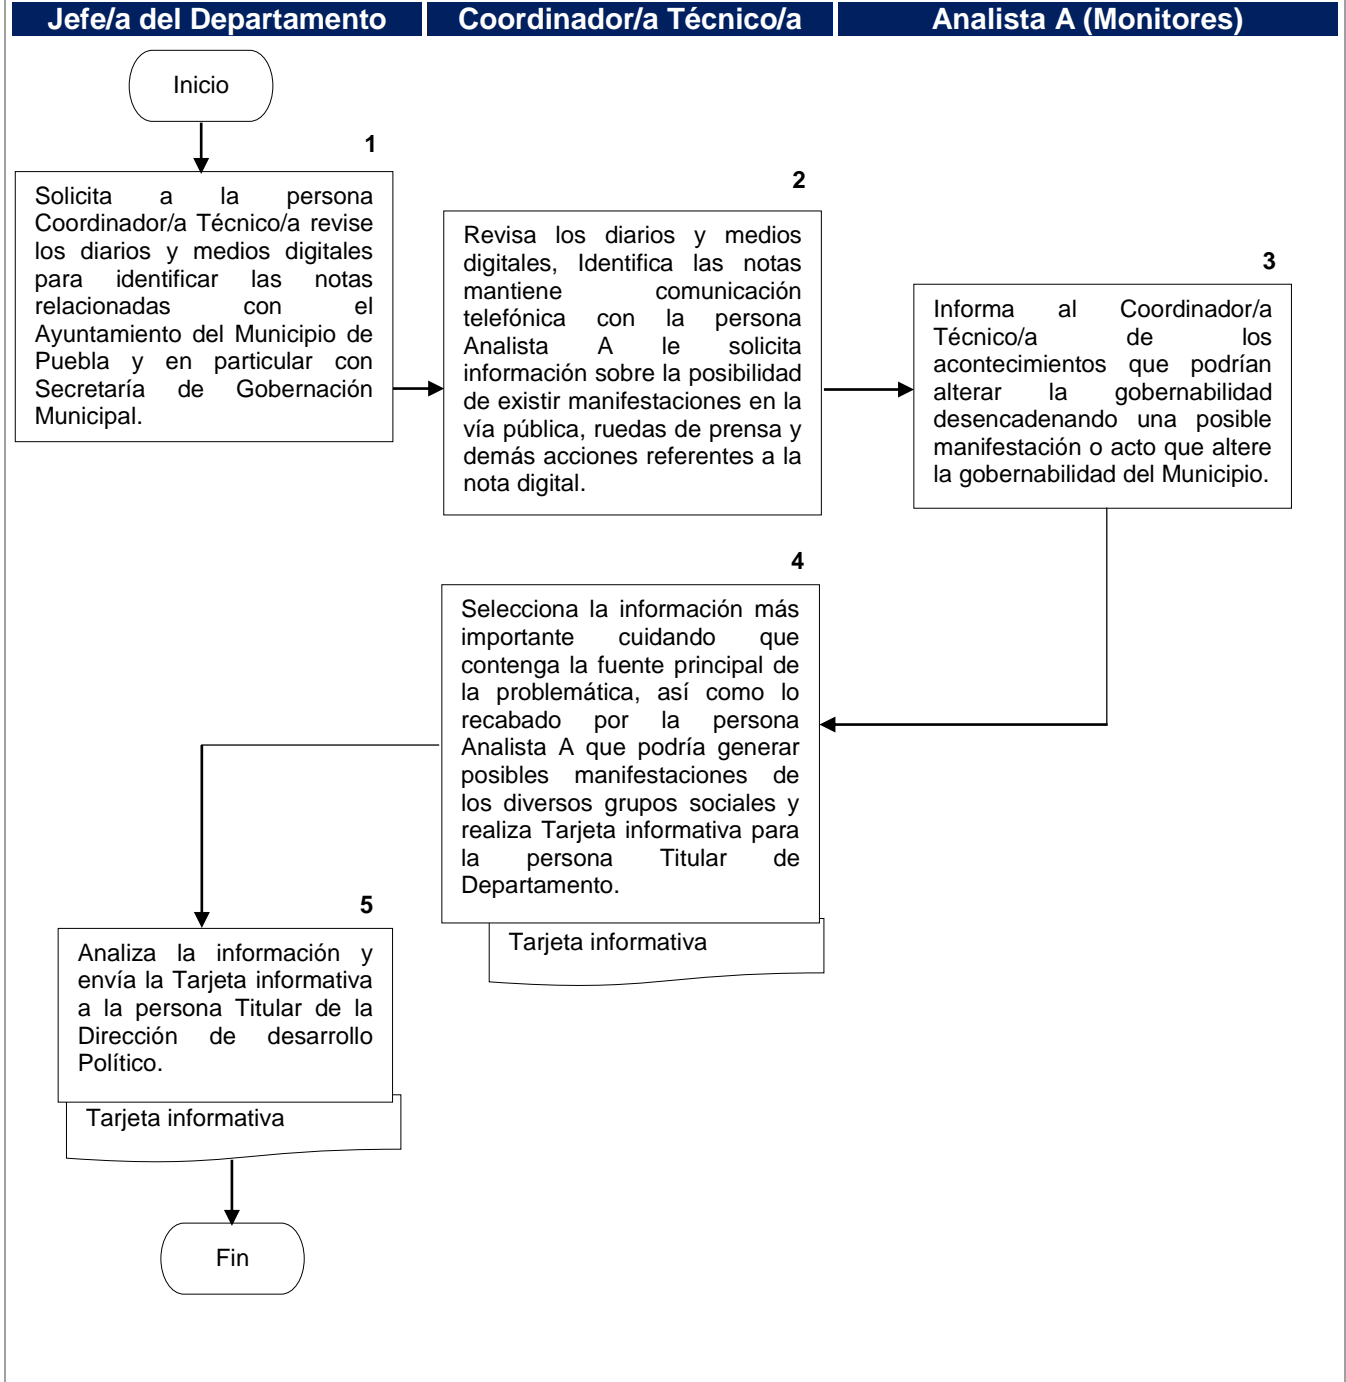 Jefe/a del Departamento
Coordinador/a Técnico/a
Analista A (Monitores)
Inicio
1
Solicita a la persona
Coordinador/a Técnico/a revise
los diarios y medios digitales
para identificar las notas
relacionadas con el
Ayuntamiento del Municipio de
Puebla y en particular con
Secretaría de Gobernación
Municipal.
2
Revisa los diarios y medios
digitales, Identifica las notas
mantiene comunicación
telefónica con la persona
Analista A le solicita
información sobre la posibilidad
de existir manifestaciones en la
vía pública, ruedas de prensa y
demás acciones referentes a la
nota digital.
3
Informa al Coordinador/a
Técnico/a de los
acontecimientos que podrían
alterar la gobernabilidad
desencadenando una posible
manifestación o acto que altere
la gobernabilidad del Municipio.
4
Selecciona la información más
importante cuidando que
contenga la fuente principal de
la problemática, así como lo
recabado por la persona
Analista A que podría generar
posibles manifestaciones de
los diversos grupos sociales y
realiza Tarjeta informativa para
la persona Titular de
Departamento.
Tarjeta informativa
5
Analiza la información y
envía la Tarjeta informativa
a la persona Titular de la
Dirección de desarrollo
Político.
Tarjeta informativa
Fin